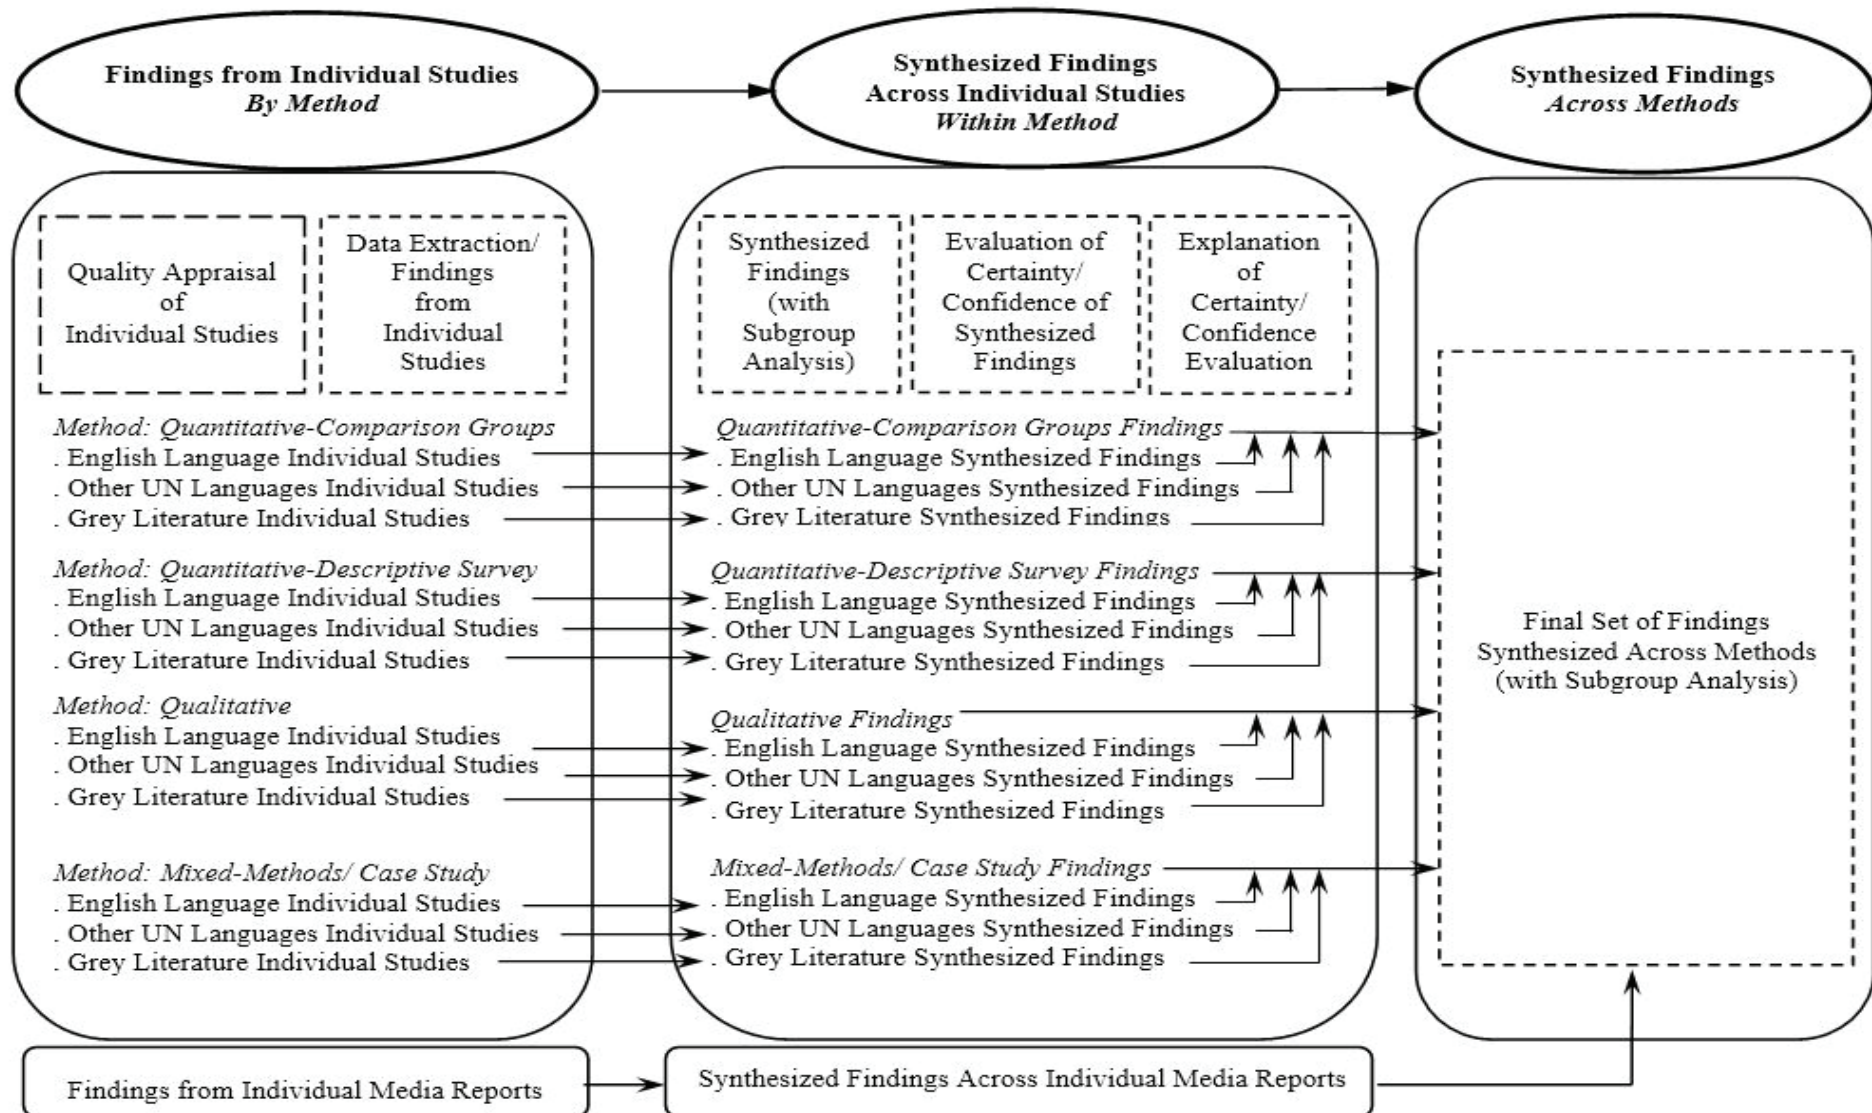 Findings from Individual Studies
By Method
Synthesized Findings
Across Individual Studies
Within Method
Synthesized Findings
Across Methods
Quality Appraisal
of
Individual Studies
Data Extraction/
Findings
from
Individual
Studies
Synthesized
Findings
(with
Subgroup
Analysis)
Evaluation of
Certainty/
Confidence of
Synthesized
Findings
Explanation
of
Certainty/
Confidence
Evaluation
Method: Quantitative-Comparison Groups
. English Language Individual Studies
. Other UN Languages Individual Studies
. Grey Literature Individual Studies
Method: Quantitative-Descriptive Survey
. English Language Individual Studies
. Other UN Languages Individual Studies
. Grey Literature Individual Studies
Method: Qualitative
. English Language Individual Studies
. Other UN Languages Individual Studies
. Grey Literature Individual Studies
Method: Mixed-Methods/ Case Study
. English Language Individual Studies
. Other UN Languages Individual Studies
. Grey Literature Individual Studies
Quantitative-Comparison Groups Findings
. English Language Synthesized Findings
. Other UN Languages Synthesized Findings
. Grey Literature Synthesized Findings
Quantitative-Descriptive Survey Findings
. English Language Synthesized Findings
. Other UN Languages Synthesized Findings
. Grey Literature Synthesized Findings
Qualitative Findings
. English Language Synthesized Findings
. Other UN Languages Synthesized Findings
. Grey Literature Synthesized Findings
Mixed-Methods/ Case Study Findings
. English Language Synthesized Findings
. Other UN Languages Synthesized Findings
. Grey Literature Synthesized Findings
Final Set of Findings
Synthesized Across Methods
(with Subgroup Analysis)
Findings from Individual Media Reports
Synthesized Findings Across Individual Media Reports